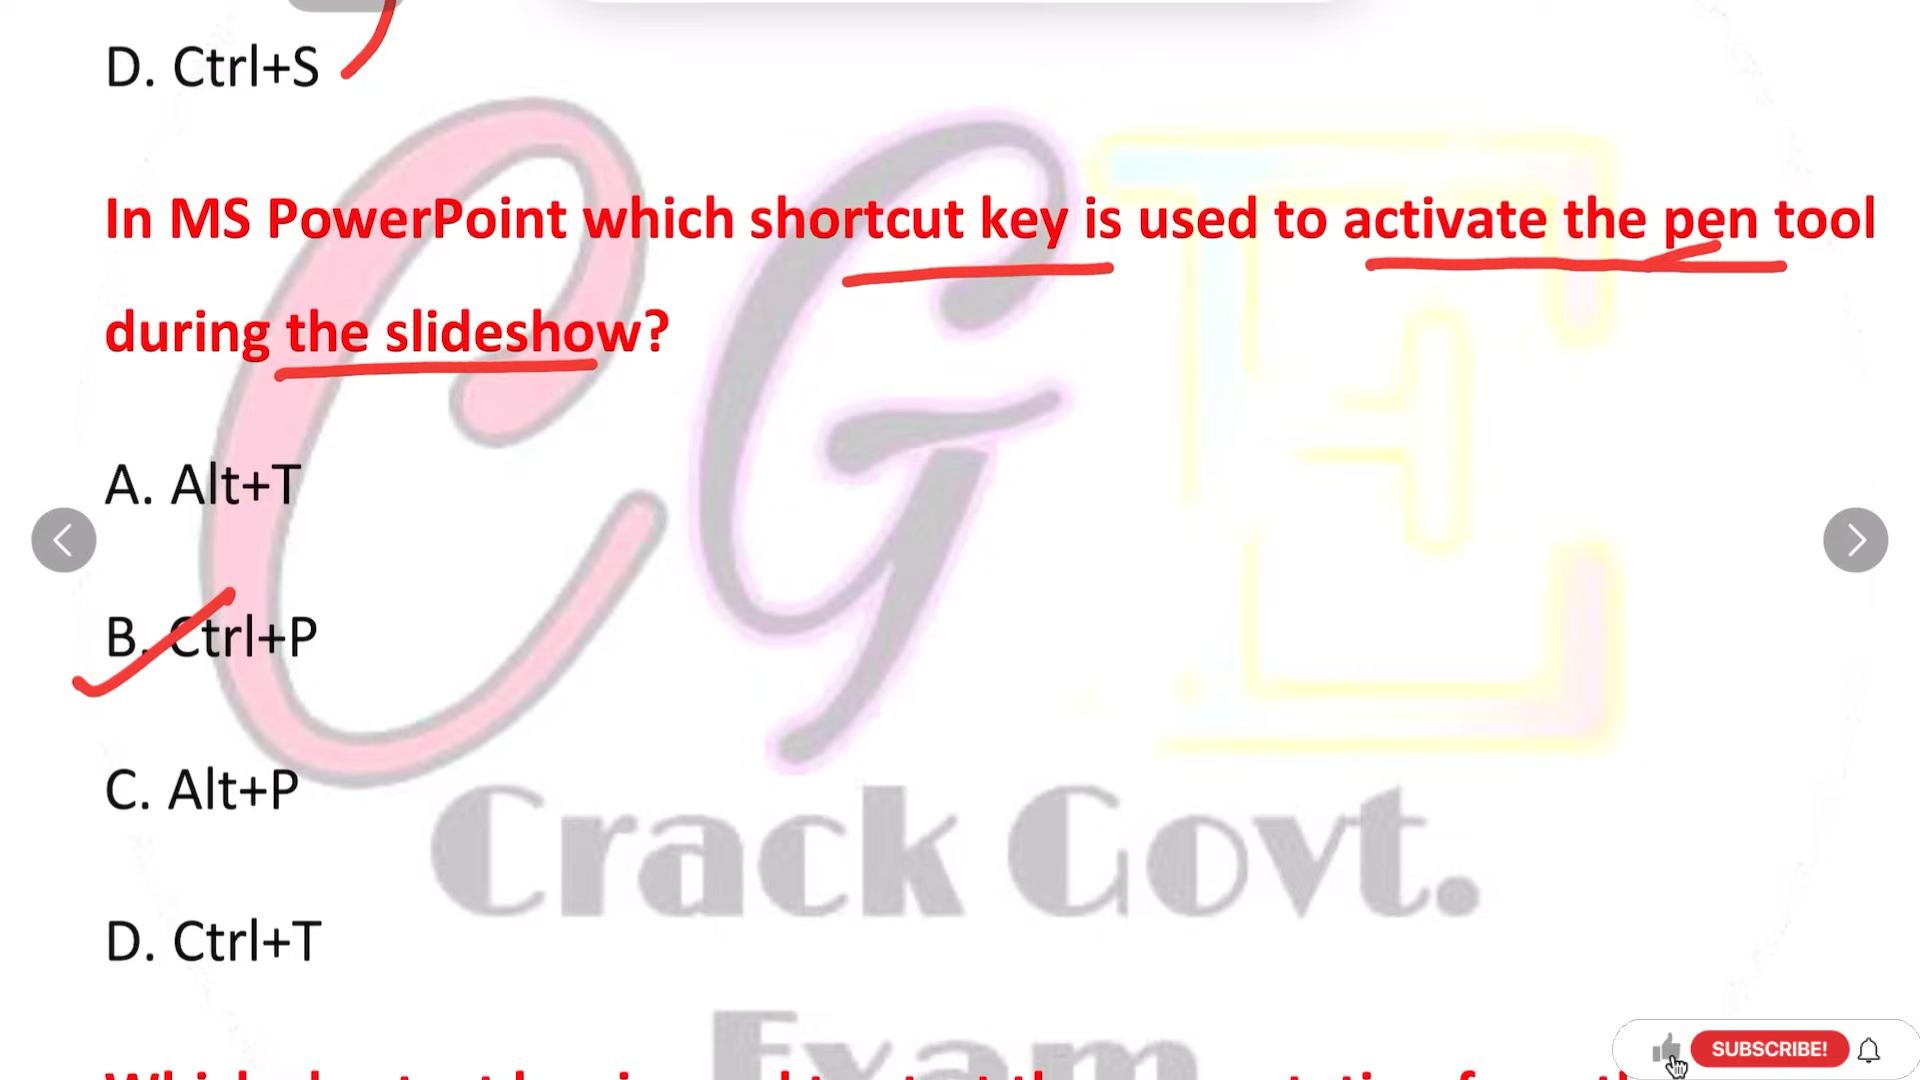 D. Ctrl+S
In MS PowerPoint which shortcut key is used to activate the pen tool
during the slideshow?
A. Alt+T
B. Ctrl+P
C. Alt+P
Crack Govt.
D. Ctrl+T
Exam
SUBSCRIBE!